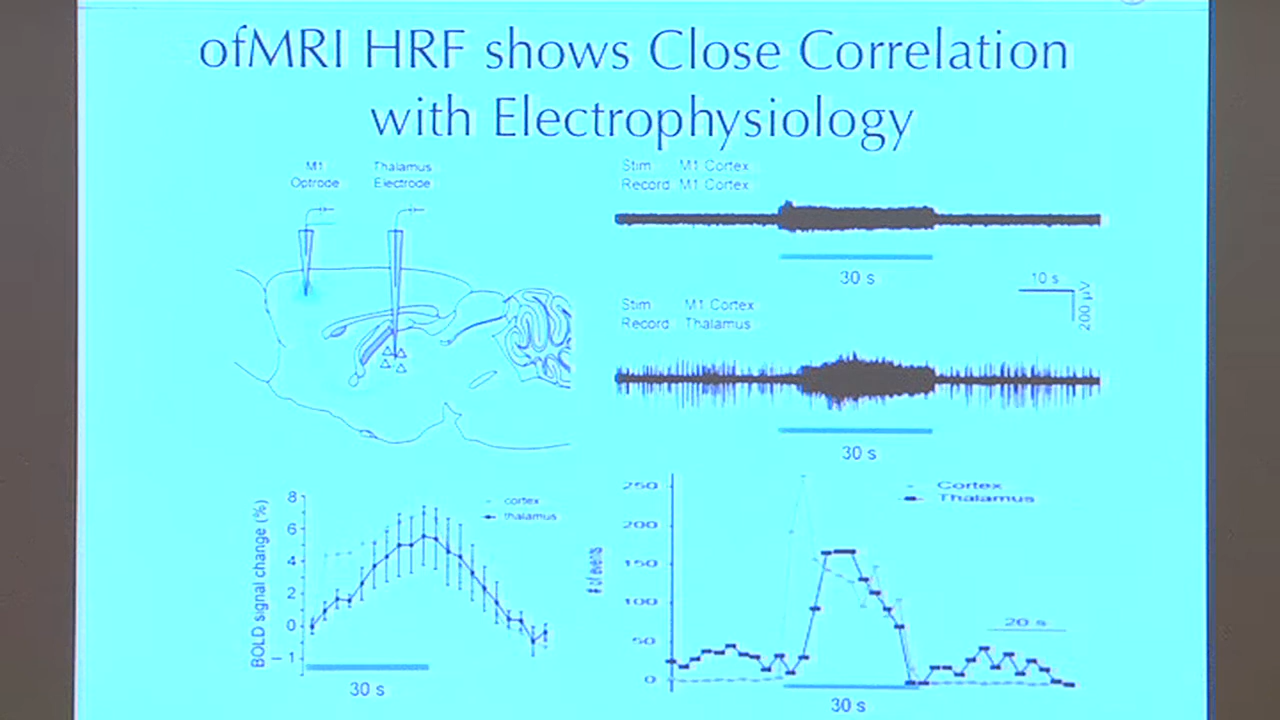 ofMRI HRF shows Close Correlation
with Electrophysiology
M1
Optrode
Thalamus
Electrode
Stim M1 Cortex
Record M1 Cortex
30 s
10 s
200 µV
Stim M1 Cortex
Record Thalamus
30 s
BOLD signal change (%)
8
6
4
2
0
-1
cortex
thalamus
30 s
# of events
250
200
150
100
50
0
Cortex
Thalamus
20 s
30 s